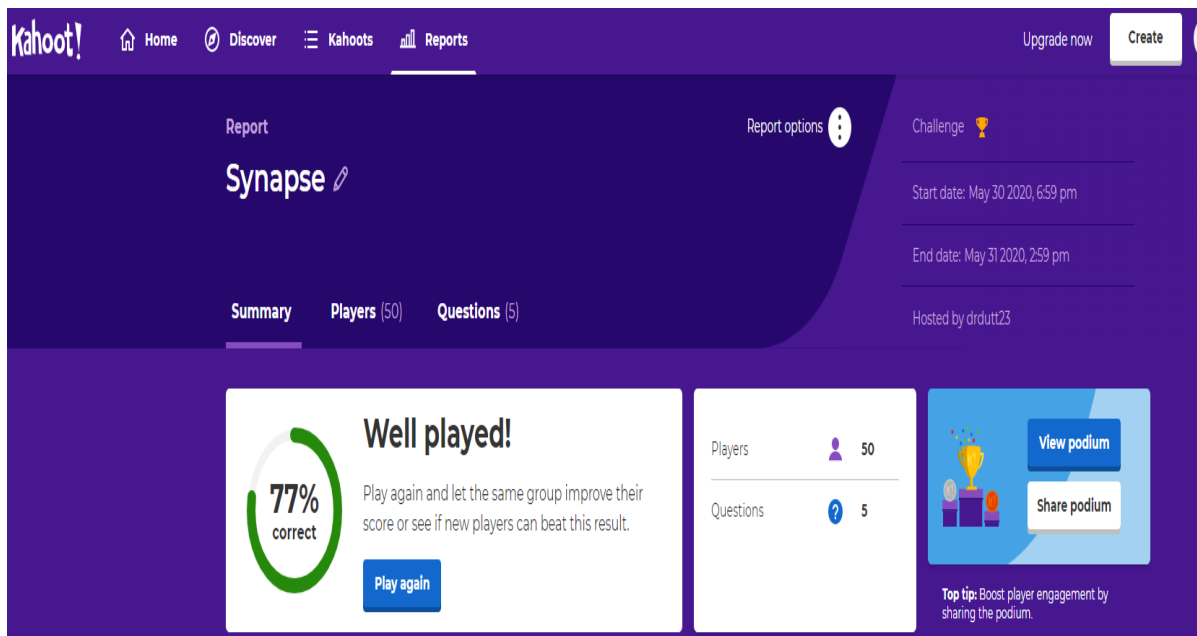 Kahoot! Home Discover Kahoots Reports Upgrade now Create
Report
Report options
Synapse
Challenge
Start date: May 30 2020, 6:59 pm
End date: May 31 2020, 2:59 pm
Hosted by drdutt23
Summary Players (50) Questions (5)
77%
correct
Well played!
Play again and let the same group improve their
score or see if new players can beat this result.
Play again
Players 50
Questions ? 5
View podium
Share podium
Top tip: Boost player engagement by
sharing the podium.